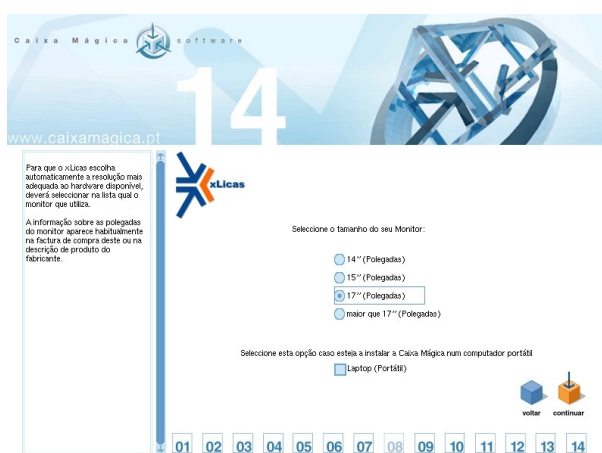 Caixa Mágica software
14
www.caixamagica.pt
Para que o xLicas escolha
automaticamente a resolução mais
adequada ao hardware disponível,
deverá seleccionar na lista qual o
monitor que utiliza.
A informação sobre as polegadas
do monitor aparece habitualmente
na factura de compra deste ou na
descrição de produto do
fabricante.
xLicas
Seleccione o tamanho do seu Monitor:
14'' (Polegadas)
15'' (Polegadas)
17'' (Polegadas)
maior que 17'' (Polegadas)
Seleccione esta opção caso esteja a instalar a Caixa Mágica num computador portátil
Laptop (Portátil)
voltar continuar
01 02 03 04 05 06 07 08 09 10 11 12 13 14